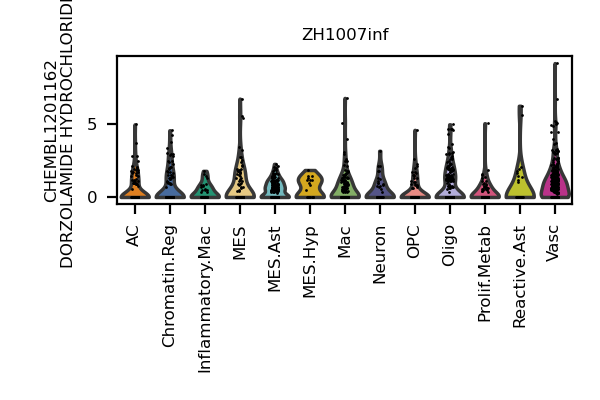 ZH1007inf
CHEMBL1201162
DORZOLAMIDE HYDROCHLORIDE
5
0
AC
Chromatin.Reg
Inflammatory.Mac
MES
MES.Ast
MES.Hyp
Mac
Neuron
OPC
Oligo
Prolif.Metab
Reactive.Ast
Vasc